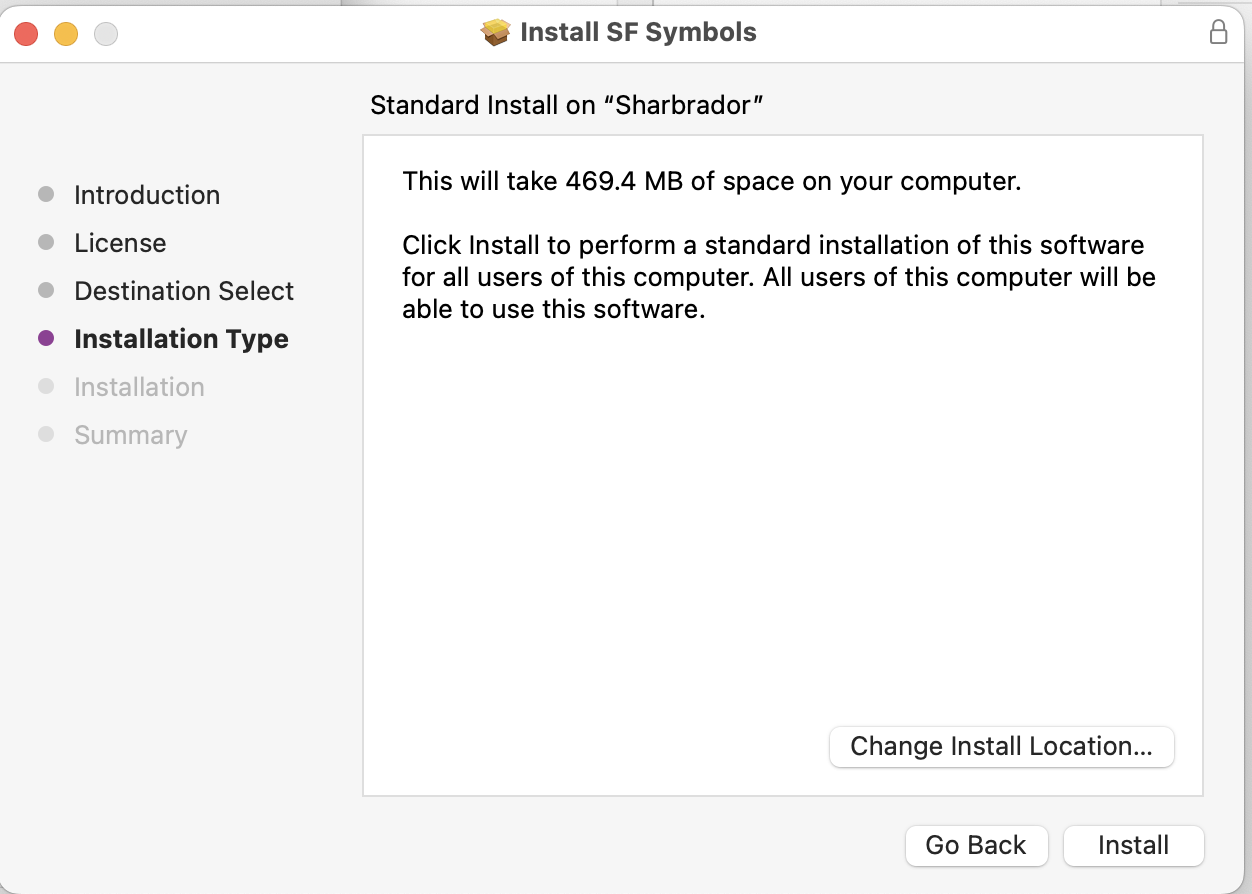 Install SF Symbols
Standard Install on “Sharbrador”
Introduction
License
Destination Select
Installation Type
Installation
Summary
This will take 469.4 MB of space on your computer.
Click Install to perform a standard installation of this software
for all users of this computer. All users of this computer will be
able to use this software.
Change Install Location...
Go Back
Install